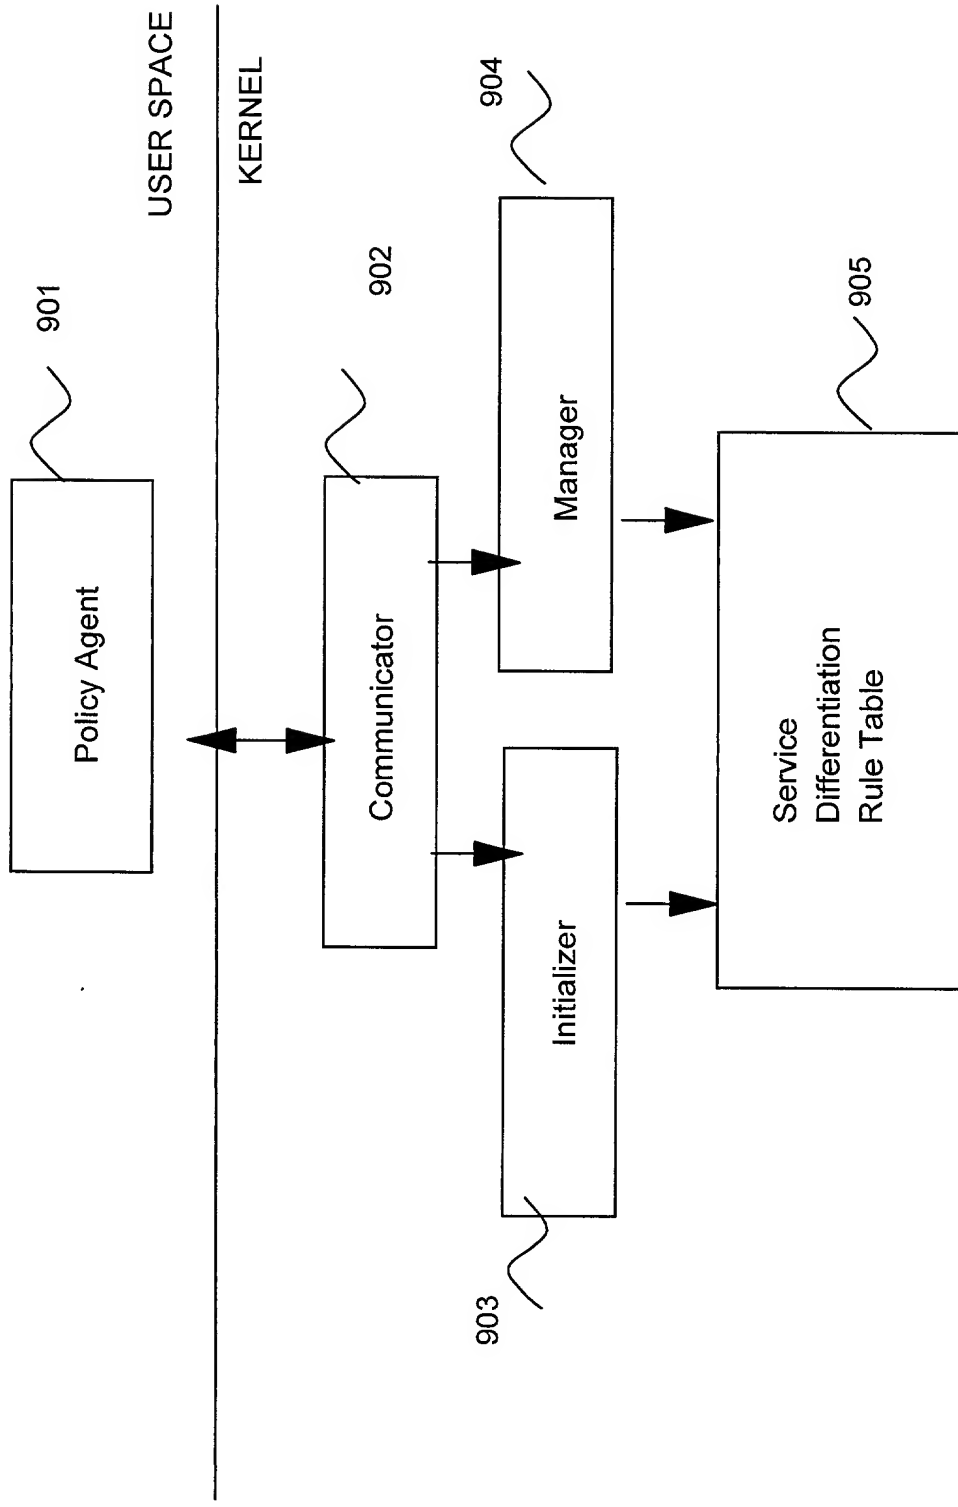 901
Policy Agent
USER SPACE
KERNEL
902
Communicator
903
Initializer
904
Manager
905
Service
Differentiation
Rule Table